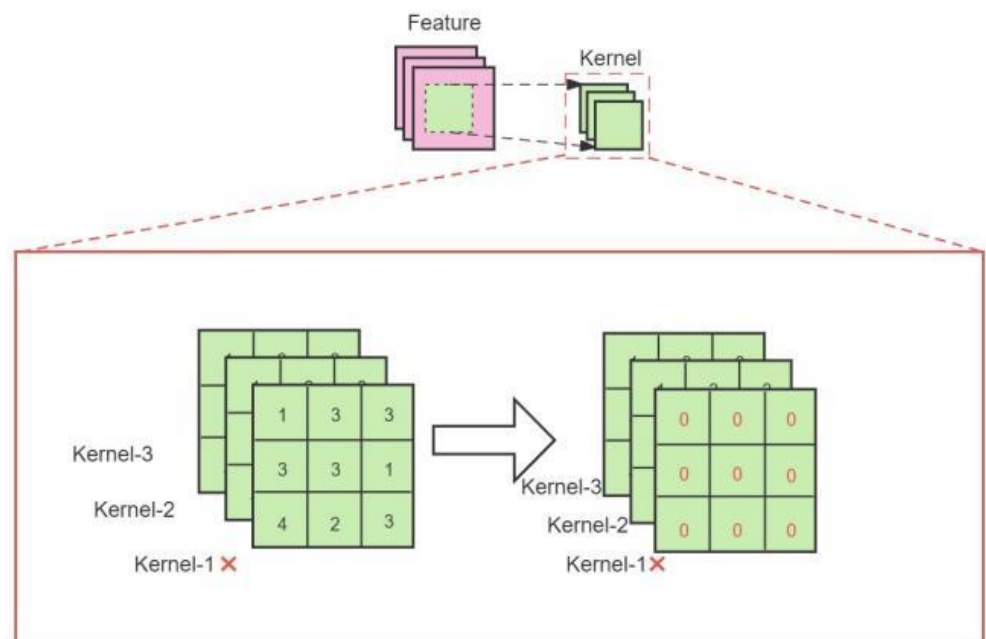 Feature
Kernel
1 3 3
3 3 1
4 2 3
Kernel-3
Kernel-2
Kernel-1
0 0 0
0 0 0
0 0 0
Kernel-3
Kernel-2
Kernel-1